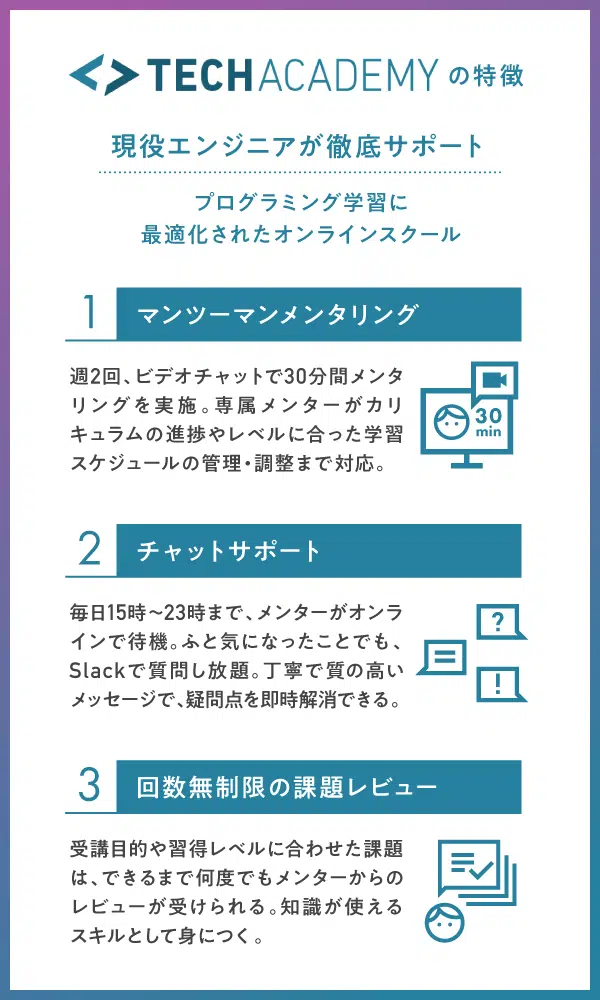 TECHACADEMY の特徴
現役エンジニアが徹底サポート
プログラミング学習に
最適化されたオンラインスクール
1 マンツーマンメンタリング
週2回、ビデオチャットで30分間メンタ
リングを実施。専属メンターがカリ
キュラムの進捗やレベルに合った学習
スケジュールの管理・調整まで対応。
30
min
2 チャットサポート
毎日15時〜23時まで、メンターがオンラ
インで待機。ふと気になったことでも、
Slackで質問し放題。丁寧で質の高い
メッセージで、疑問点を即時解消できる。
?
!
3 回数無制限の課題レビュー
受講目的や習得レベルに合わせた課題
は、できるまで何度でもメンターからの
レビューが受けられる。知識が使える
スキルとして身につく。